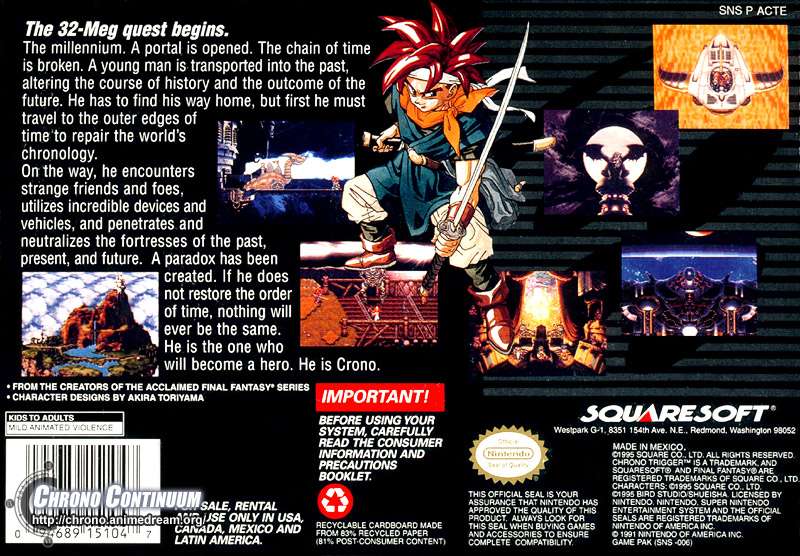 SNS P ACTE
The 32-Meg quest begins.
The millennium. A portal is opened. The chain of time
is broken. A young man is transported into the past,
altering the course of history and the outcome of the
future. He has to find his way home, but first he must
travel to the outer edges of
time to repair the world's
chronology.
On the way, he encounters
strange friends and foes,
utilizes incredible devices and
vehicles, and penetrates and
neutralizes the fortresses of the past,
present, and future. A paradox has been
created. If he does
not restore the order
of time, nothing will
ever be the same.
He is the one who
will become a hero. He is Crono.
• FROM THE CREATORS OF THE ACCLAIMED FINAL FANTASY® SERIES
• CHARACTER DESIGNS BY AKIRA TORIYAMA
KIDS TO ADULTS
MILD ANIMATED VIOLENCE
CHRONO CONTINUUM
http://chrono.animedream.org/
0 89 15104 7
SALE, RENTAL
USE ONLY IN USA,
CANADA, MEXICO AND
LATIN AMERICA.
IMPORTANT!
BEFORE USING YOUR
SYSTEM, CAREFULLY
READ THE CONSUMER
INFORMATION AND
PRECAUTIONS
BOOKLET.
RECYCLABLE CARDBOARD MADE
FROM 83% RECYCLED PAPER
(81% POST-CONSUMER CONTENT)
Official
Nintendo
Seal of Quality
THIS OFFICIAL SEAL IS YOUR
ASSURANCE THAT NINTENDO HAS
APPROVED THE QUALITY OF THIS
PRODUCT. ALWAYS LOOK FOR
THIS SEAL WHEN BUYING GAMES
AND ACCESSORIES TO ENSURE
COMPLETE COMPATIBILITY.
SQUARESOFT®
Westpark G-1, 8351 154th Ave. N.E., Redmond, Washington 98052
MADE IN MEXICO.
©1995 SQUARE CO., LTD. ALL RIGHTS RESERVED.
CHRONO TRIGGER™ IS A TRADEMARK, AND
SQUARESOFT® AND FINAL FANTASY® ARE
REGISTERED TRADEMARKS OF SQUARE CO., LTD.
CHARACTERS: ©1995 SQUARE CO., LTD.
©1995 BIRD STUDIO/SHUEISHA. LICENSED BY
NINTENDO. NINTENDO, SUPER NINTENDO
ENTERTAINMENT SYSTEM AND THE OFFICIAL
SEALS ARE REGISTERED TRADEMARKS OF
NINTENDO OF AMERICA INC.
©1991 NINTENDO OF AMERICA INC.
GAME PAK (SNS -006)